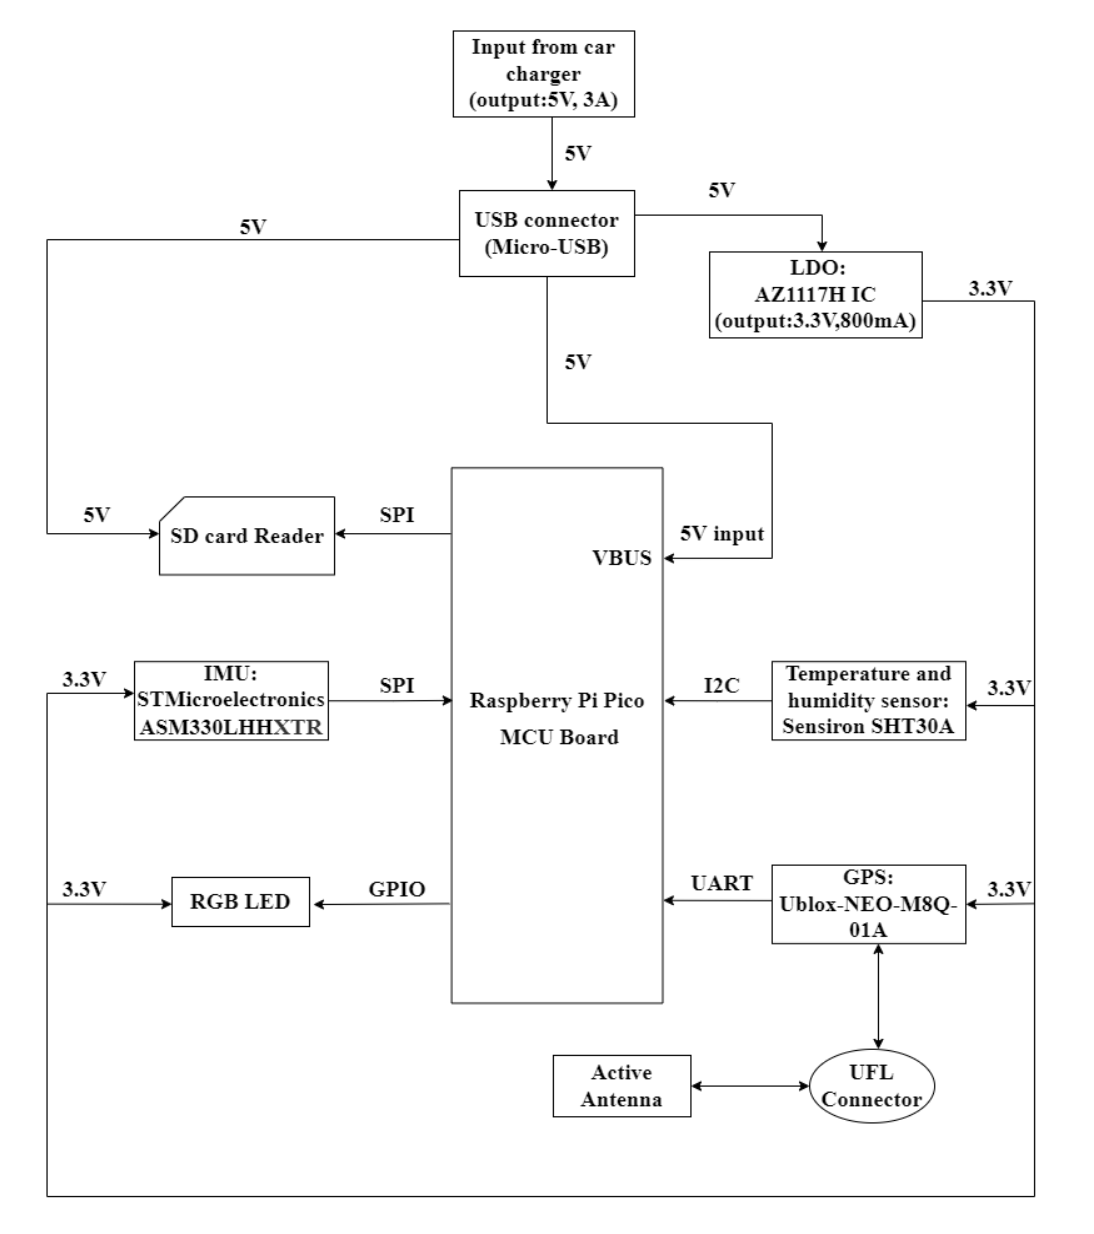 Input from car
charger
(output:5V, 3A)
5V
5V
USB connector
(Micro-USB)
5V
LDO:
AZ1117H IC
(output:3.3V,800mA)
3.3V
5V
5V
SD card Reader
SPI
5V input
VBUS
3.3V
IMU:
STMicroelectronics
ASM330LHHXTR
SPI
Raspberry Pi Pico
MCU Board
I2C
Temperature and
humidity sensor:
Sensiron SHT30A
3.3V
3.3V
RGB LED
GPIO
UART
GPS:
Ublox-NEO-M8Q-
01A
3.3V
Active
Antenna
UFL
Connector